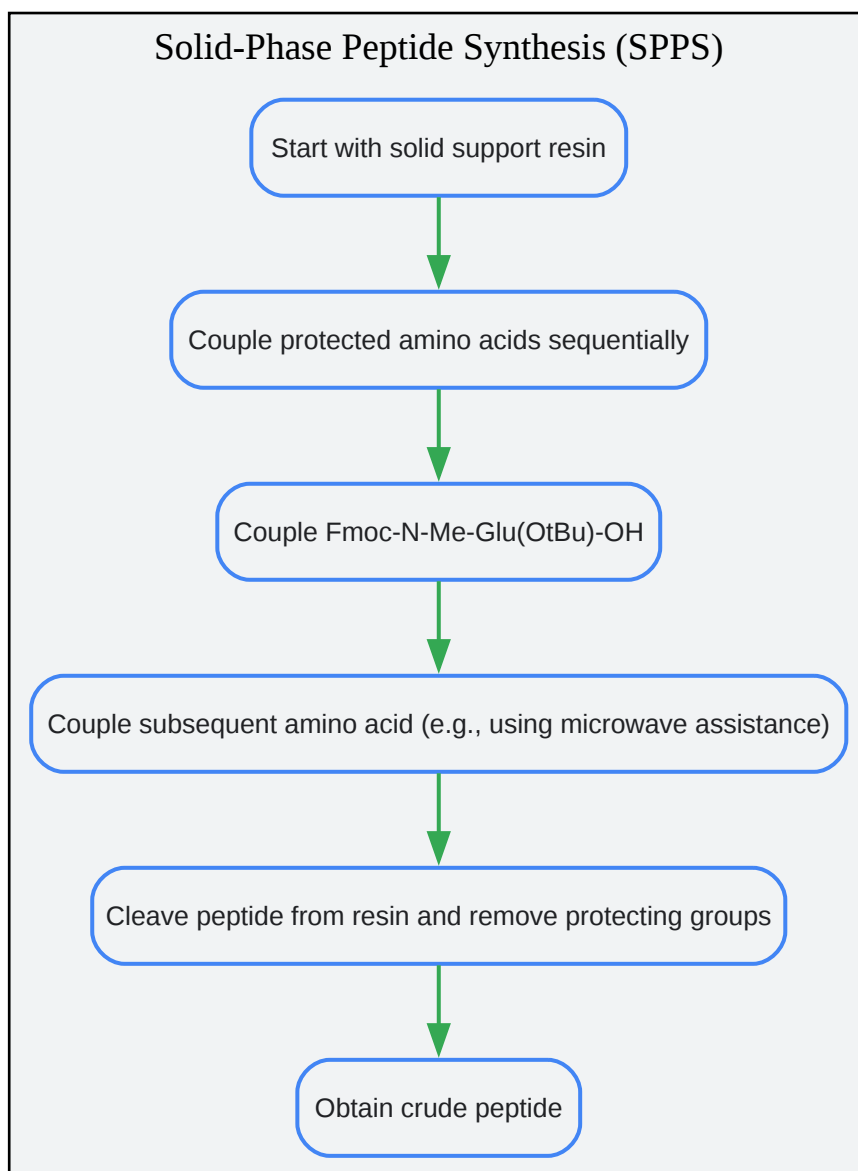 Solid-Phase Peptide Synthesis (SPPS)
Start with solid support resin
Couple protected amino acids sequentially
Couple Fmoc-N-Me-Glu(OtBu)-OH
Couple subsequent amino acid (e.g., using microwave assistance)
Cleave peptide from resin and remove protecting groups
Obtain crude peptide